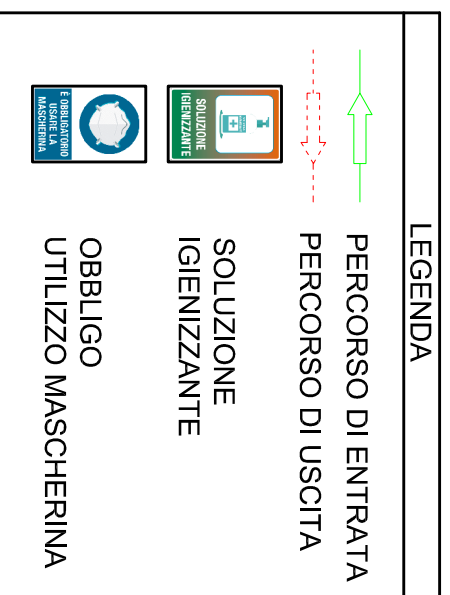 LEGENDA
PERCORSO DI ENTRATA
PERCORSO DI USCITA
SOLUZIONE
IGIENIZZANTE
SOLUZIONE
IGIENIZZANTE
È OBBLIGATORIO
USARE LA
MASCHERINA
OBBLIGO
UTILIZZO MASCHERINA